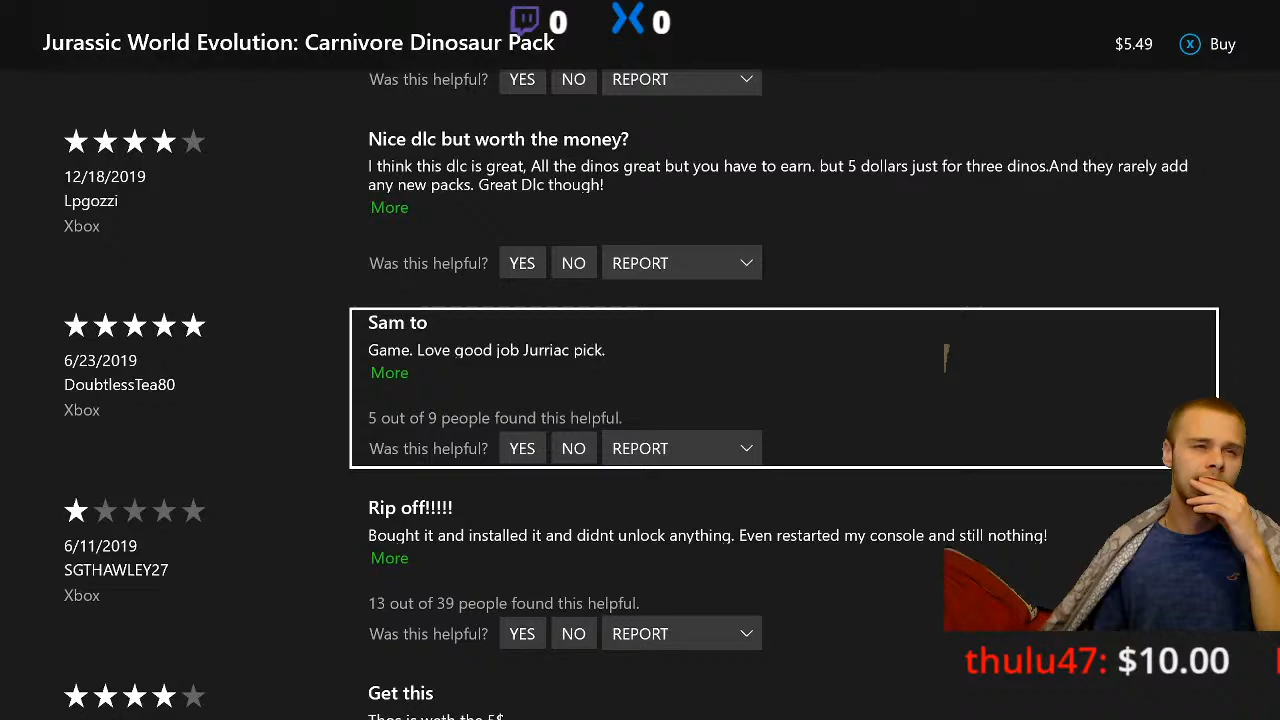 0 0
Jurassic World Evolution: Carnivore Dinosaur Pack $5.49 X Buy
Was this helpful? YES NO REPORT
Nice dlc but worth the money?
12/18/2019
Lpgozzi
Xbox
I think this dlc is great, All the dinos great but you have to earn. but 5 dollars just for three dinos.And they rarely add
any new packs. Great Dlc though!
More
Was this helpful? YES NO REPORT
Sam to
6/23/2019
DoubtlessTea80
Xbox
Game. Love good job Jurriac pick.
More
5 out of 9 people found this helpful.
Was this helpful? YES NO REPORT
Rip off!!!!!
6/11/2019
SGTHAWLEY27
Xbox
Bought it and installed it and didnt unlock anything. Even restarted my console and still nothing!
More
13 out of 39 people found this helpful.
Was this helpful? YES NO REPORT
thulu47: $10.00
Get this
Thos is woth the 5$